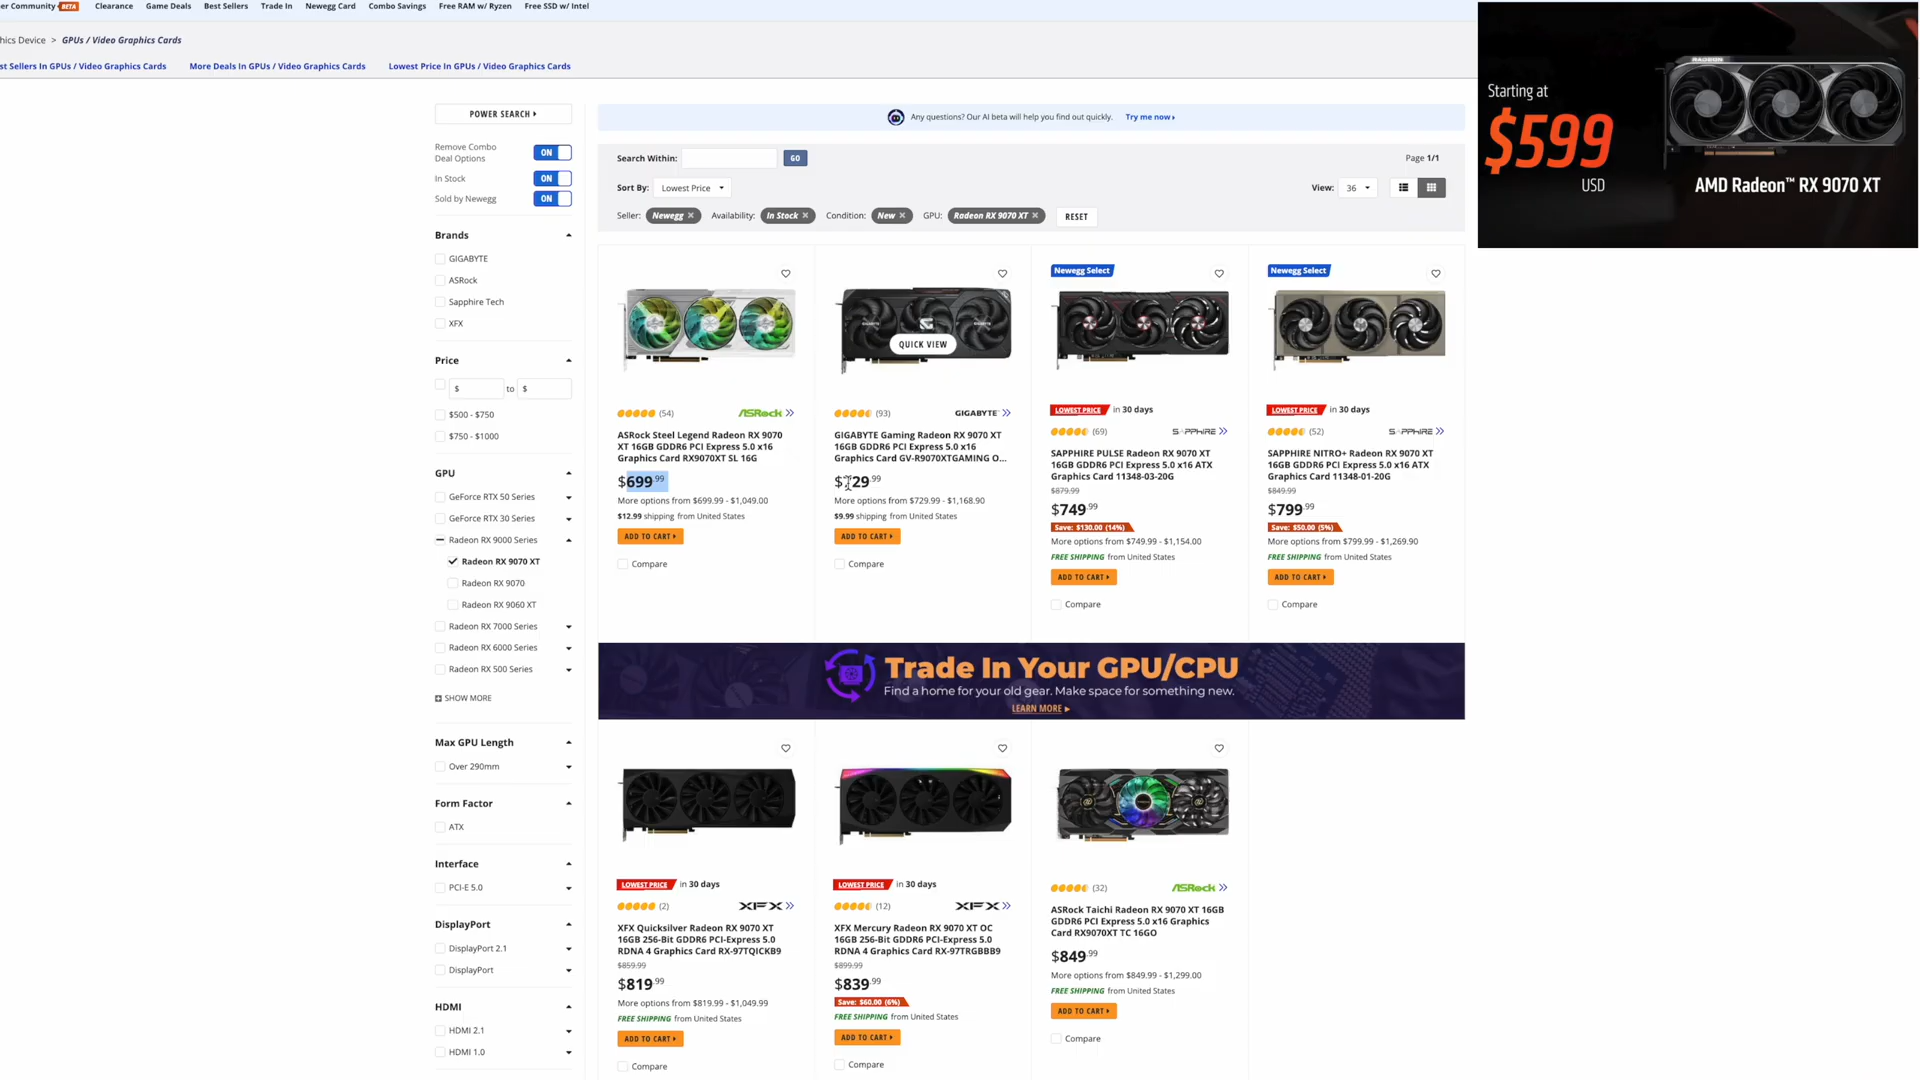 er Community BETA Clearance Game Deals Best Sellers Trade In Newegg Card Combo Savings Free RAM w/ Ryzen Free SSD w/ Intel
hics Device > GPUs / Video Graphics Cards
st Sellers In GPUs / Video Graphics Cards More Deals In GPUs / Video Graphics Cards Lowest Price In GPUs / Video Graphics Cards
RADEON
Starting at
$599
USD
AMD Radeon™ RX 9070 XT
POWER SEARCH
Remove Combo
Deal Options ON
In Stock ON
Sold by Newegg ON
Brands
GIGABYTE
ASRock
Sapphire Tech
XFX
Price
$ to $
$500 - $750
$750 - $1000
GPU
GeForce RTX 50 Series
GeForce RTX 30 Series
Radeon RX 9000 Series
Radeon RX 9070 XT
Radeon RX 9070
Radeon RX 9060 XT
Radeon RX 7000 Series
Radeon RX 6000 Series
Radeon RX 500 Series
SHOW MORE
Max GPU Length
Over 290mm
Form Factor
ATX
Interface
PCI-E 5.0
DisplayPort
DisplayPort 2.1
DisplayPort
HDMI
HDMI 2.1
HDMI 1.0
Any questions? Our AI beta will help you find out quickly. Try me now
Search Within: GO Page 1/1
Sort By: Lowest Price View: 36
Seller: Newegg Availability: In Stock Condition: New GPU: Radeon RX 9070 XT RESET
(54) ASRock
ASRock Steel Legend Radeon RX 9070
XT 16GB GDDR6 PCI Express 5.0 x16
Graphics Card RX9070XT SL 16G
$699.99
More options from $699.99 - $1,049.00
$12.99 shipping from United States
ADD TO CART
Compare
QUICK VIEW
(93) GIGABYTE
GIGABYTE Gaming Radeon RX 9070 XT
16GB GDDR6 PCI Express 5.0 x16
Graphics Card GV-R9070XTGAMING O...
$729.99
More options from $729.99 - $1,168.90
$9.99 shipping from United States
ADD TO CART
Compare
Newegg Select
LOWEST PRICE in 30 days
(69) SAPPHIRE
SAPPHIRE PULSE Radeon RX 9070 XT
16GB GDDR6 PCI Express 5.0 x16 ATX
Graphics Card 11348-03-20G
$879.99
$749.99
Save: $130.00 (14%)
More options from $749.99 - $1,154.00
FREE SHIPPING from United States
ADD TO CART
Compare
Newegg Select
LOWEST PRICE in 30 days
(52) SAPPHIRE
SAPPHIRE NITRO+ Radeon RX 9070 XT
16GB GDDR6 PCI Express 5.0 x16 ATX
Graphics Card 11348-01-20G
$849.99
$799.99
Save: $50.00 (5%)
More options from $799.99 - $1,269.90
FREE SHIPPING from United States
ADD TO CART
Compare
Trade In Your GPU/CPU
Find a home for your old gear. Make space for something new.
LEARN MORE
LOWEST PRICE in 30 days
(2) XFX
XFX Quicksilver Radeon RX 9070 XT
16GB 256-Bit GDDR6 PCI-Express 5.0
RDNA 4 Graphics Card RX-97TQICKB9
$859.99
$819.99
More options from $819.99 - $1,049.99
FREE SHIPPING from United States
ADD TO CART
Compare
LOWEST PRICE in 30 days
(12) XFX
XFX Mercury Radeon RX 9070 XT OC
16GB 256-Bit GDDR6 PCI-Express 5.0
RDNA 4 Graphics Card RX-97TRGBBB9
$899.99
$839.99
Save: $60.00 (6%)
FREE SHIPPING from United States
ADD TO CART
Compare
(32) ASRock
ASRock Taichi Radeon RX 9070 XT 16GB
GDDR6 PCI Express 5.0 x16 Graphics
Card RX9070XT TC 16GO
$849.99
More options from $849.99 - $1,299.00
FREE SHIPPING from United States
ADD TO CART
Compare